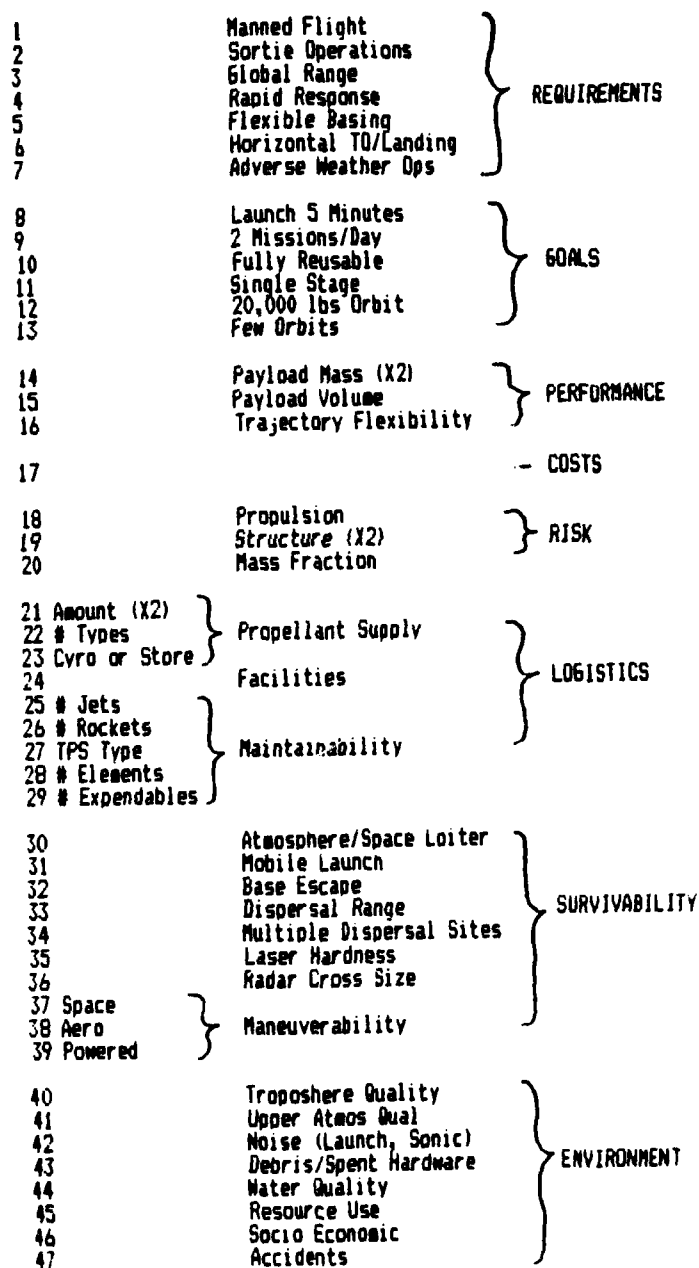 1 Manned Flight
2 Sortie Operations
3 Global Range
4 Rapid Response REQUIREMENTS
5 Flexible Basing
6 Horizontal TO/Landing
7 Adverse Weather Ops
8 Launch 5 Minutes
9 2 Missions/Day
10 Fully Reusable GOALS
11 Single Stage
12 20,000 lbs Orbit
13 Few Orbits
14 Payload Mass (X2)
15 Payload Volume PERFORMANCE
16 Trajectory Flexibility
17 - COSTS
18 Propulsion
19 Structure (X2) RISK
20 Mass Fraction
21 Amount (X2)
22 # Types Propellant Supply
23 Cyro or Store
24 Facilities LOGISTICS
25 # Jets
26 # Rockets
27 TPS Type Maintainability
28 # Elements
29 # Expendables
30 Atmosphere/Space Loiter
31 Mobile Launch
32 Base Escape
33 Dispersal Range SURVIVABILITY
34 Multiple Dispersal Sites
35 Laser Hardness
36 Radar Cross Size
37 Space
38 Aero Maneuverability
39 Powered
40 Troposhere Quality
41 Upper Atmos Qual
42 Noise (Launch, Sonic)
43 Debris/Spent Hardware ENVIRONMENT
44 Water Quality
45 Resource Use
46 Socio Economic
47 Accidents